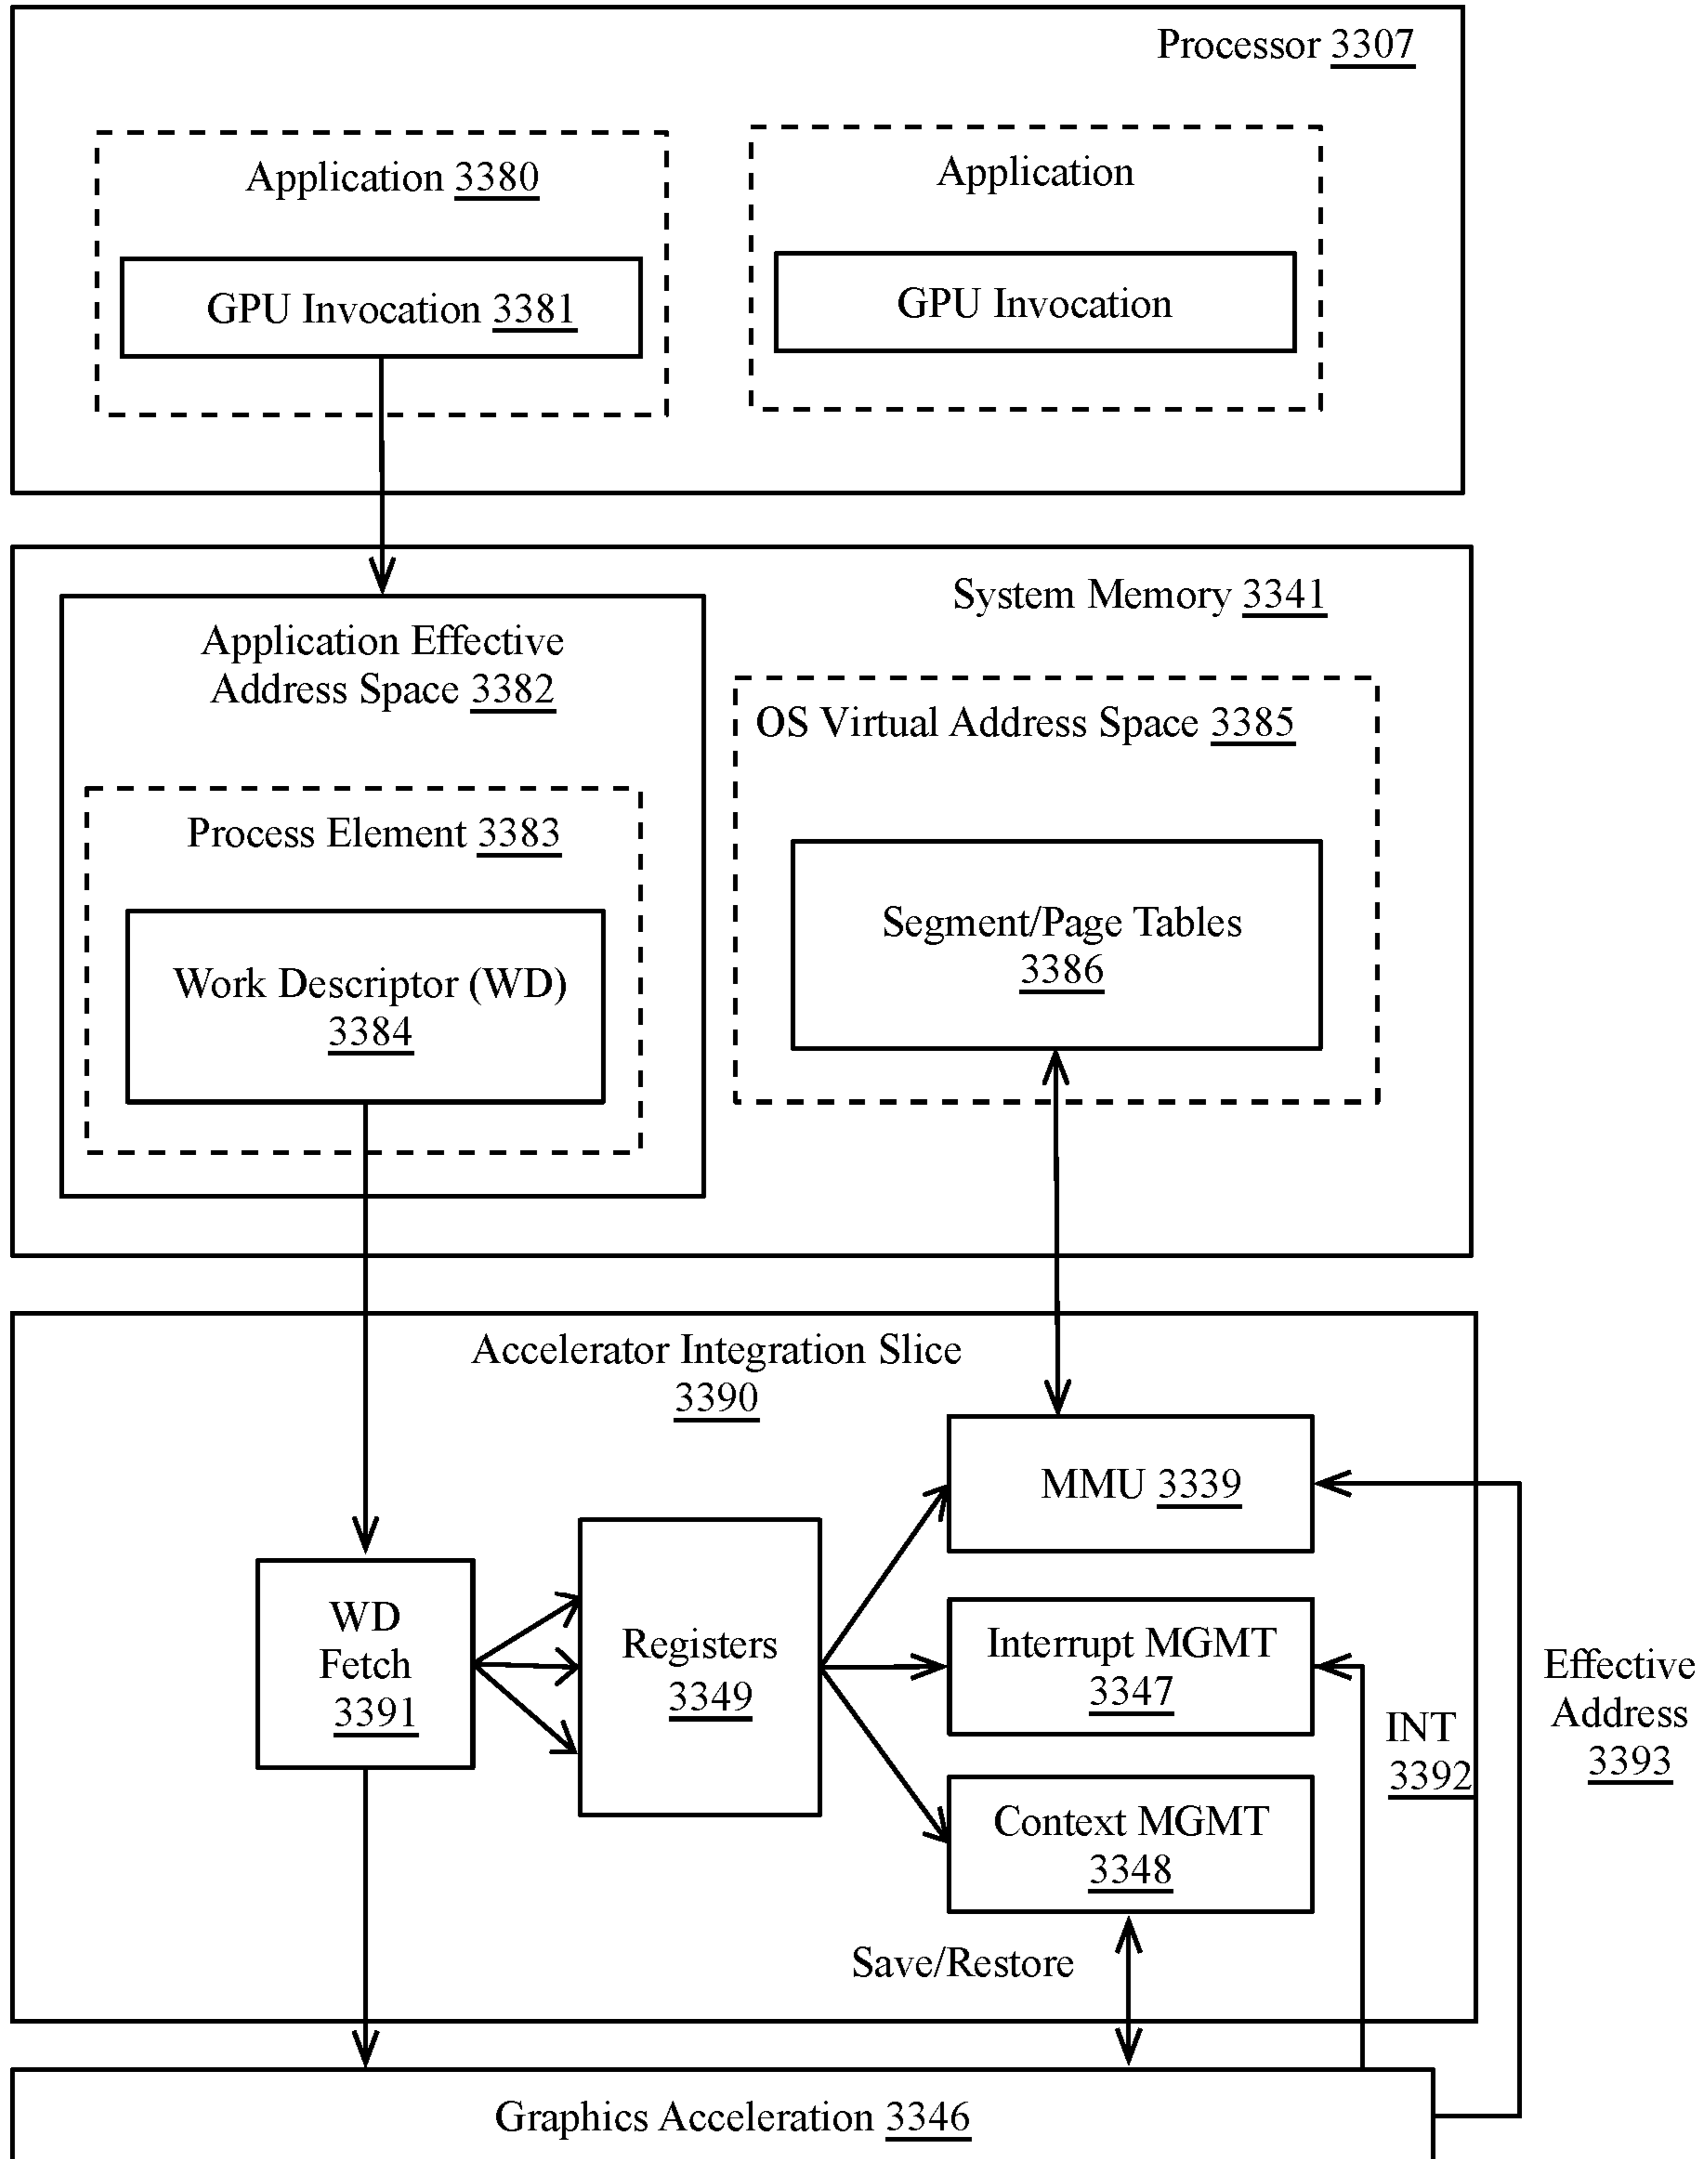 Processor 3307
Application 3380
Application
GPU Invocation 3381
GPU Invocation
System Memory 3341
Application Effective
Address Space 3382
OS Virtual Address Space 3385
Process Element 3383
Segment/Page Tables
3386
Work Descriptor (WD)
3384
Accelerator Integration Slice
3390
MMU 3339
WD
Fetch
3391
Registers
3349
Interrupt MGMT
3347
Effective
Address
3393
INT
3392
Context MGMT
3348
Save/Restore
Graphics Acceleration 3346